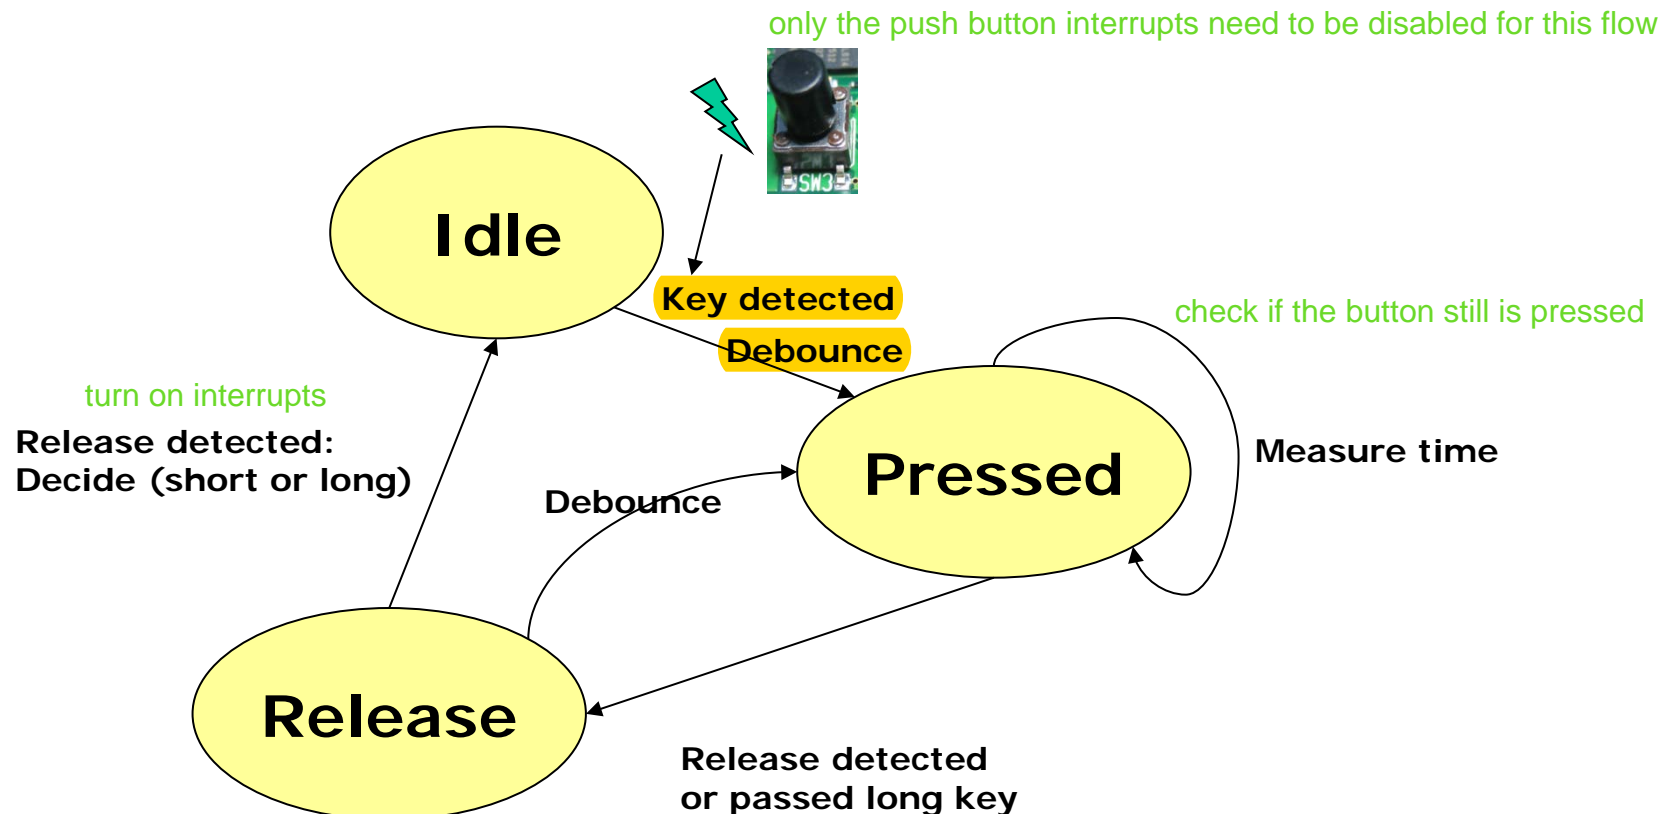 only the push button interrupts need to be disabled for this flow
SW3
Idle
Key detected
check if the button still is pressed
Debounce
turn on interrupts
Release detected:
Decide (short or long)
Measure time
Pressed
Debounce
Release
Release detected
or passed long key